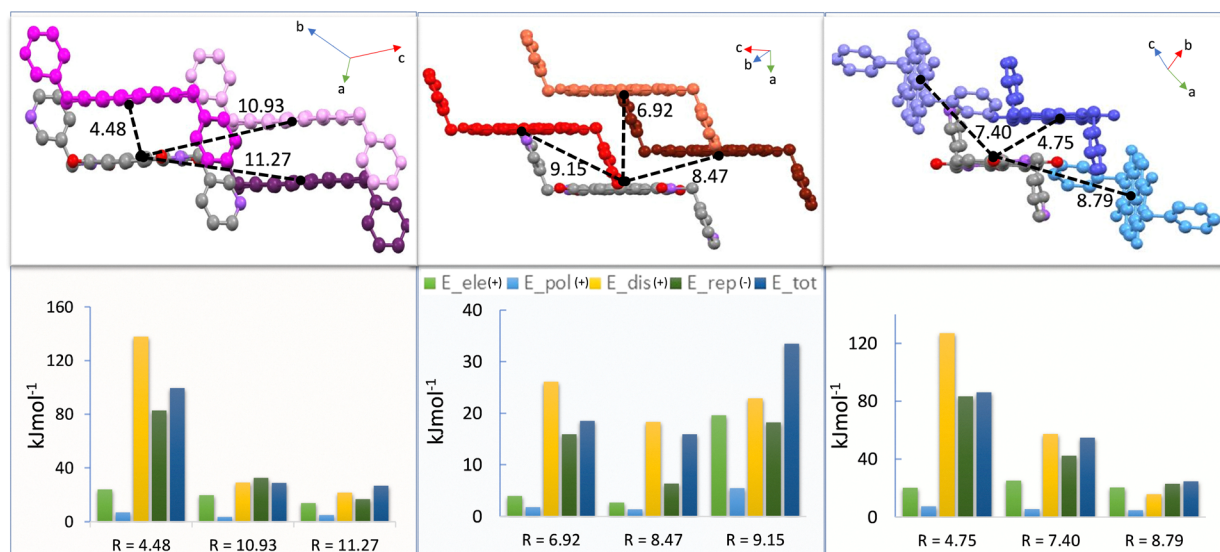 b
c
a
10.93
4.48
11.27
c
b
a
6.92
9.15
8.47
b
c
a
7.40
4.75
8.79
160
120
80
40
0
kJmol-1
R = 4.48
R = 10.93
R = 11.27
E_ele(+) E_pol(+) E_dis(+) E_rep(-) E_tot
40
30
20
10
0
kJmol-1
R = 6.92
R = 8.47
R = 9.15
120
80
40
0
kJmol-1
R = 4.75
R = 7.40
R = 8.79